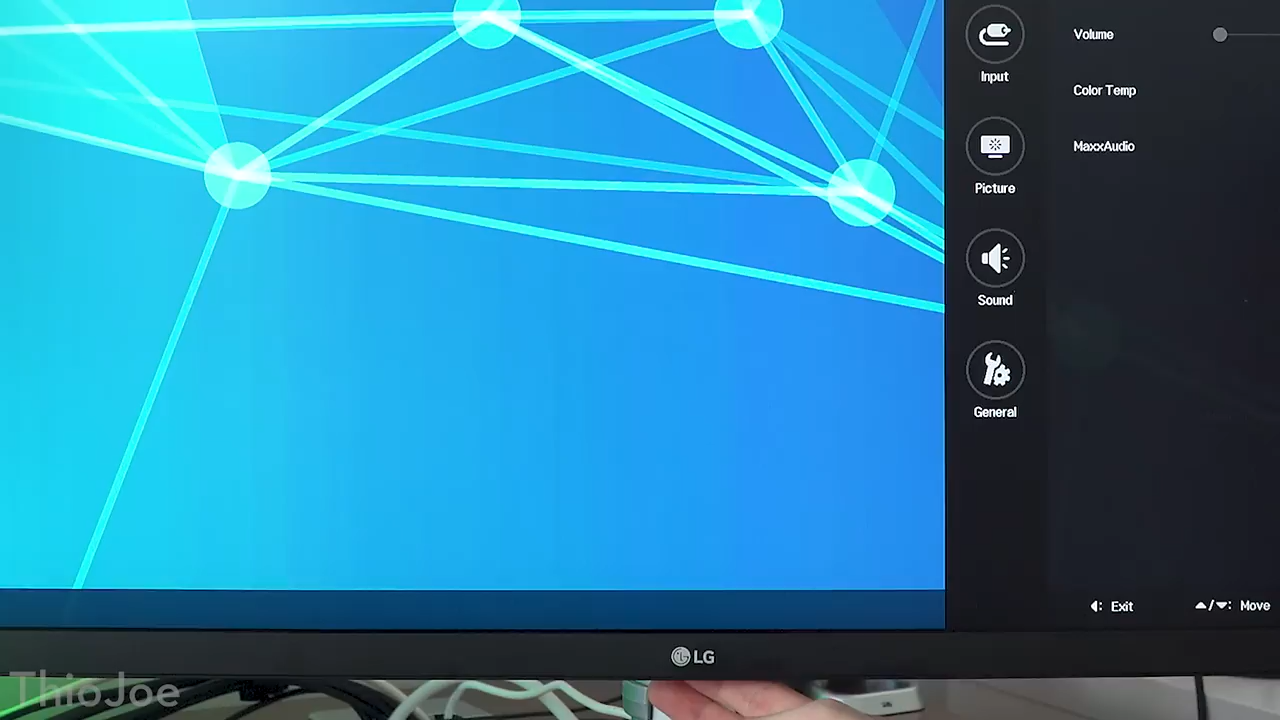 Input
Volume
Color Temp
Picture
MaxxAudio
Sound
General
Exit
Move
LG
ThioJoe